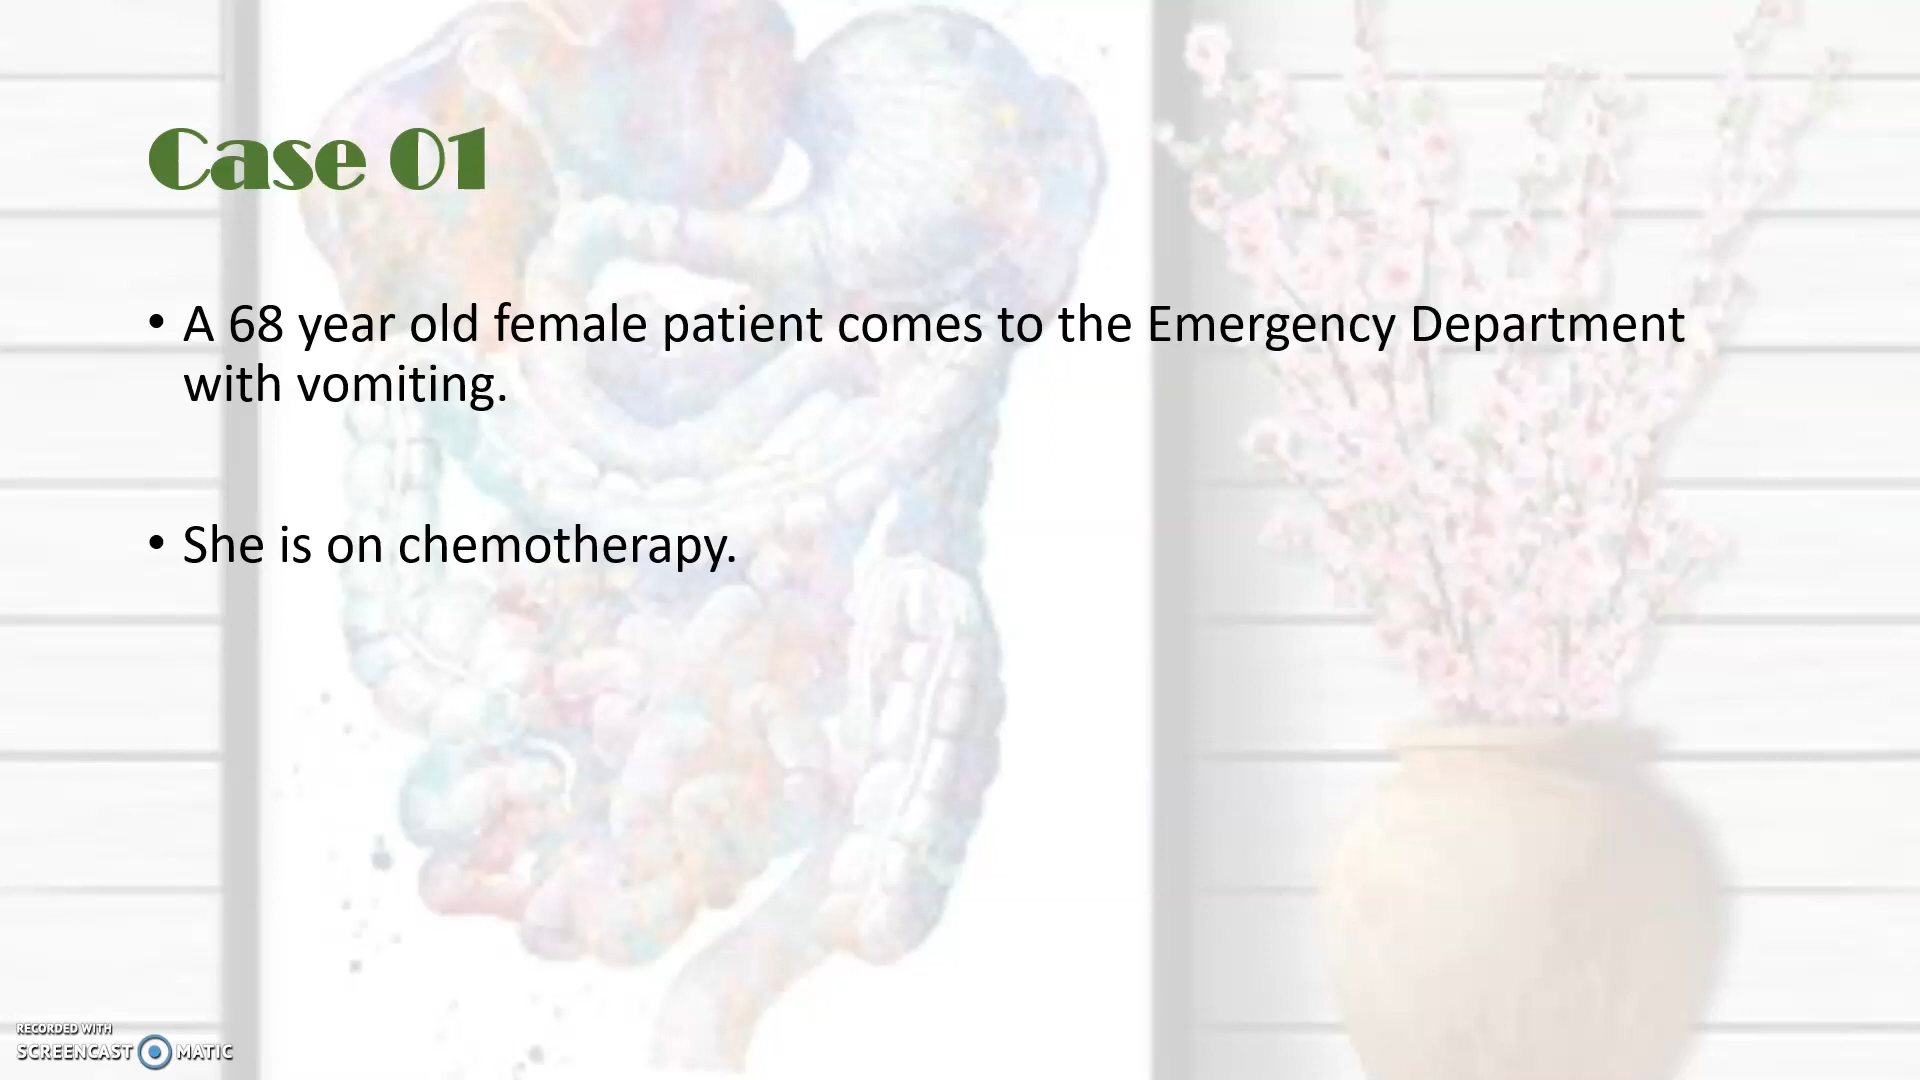 Case 01
• A 68 year old female patient comes to the Emergency Department
with vomiting.
• She is on chemotherapy.
RECORDED WITH
SCREENCAST MATIC